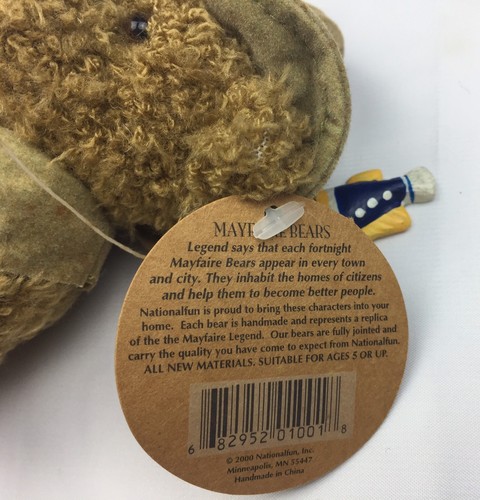 MAYFAIRE BEARS
Legend says that each fortnight
Mayfaire Bears appear in every town
and city. They inhabit the homes of citizens
and help them to become better people.
Nationalfun is proud to bring these characters into your
home. Each bear is handmade and represents a replica
of the the Mayfaire Legend. Our bears are fully jointed and
carry the quality you have come to expect from Nationalfun.
ALL NEW MATERIALS. SUITABLE FOR AGES 5 OR UP.
6 82952 01001 8
© 2000 Nationalfun, Inc.
Minneapolis, MN 55447
Handmade in China